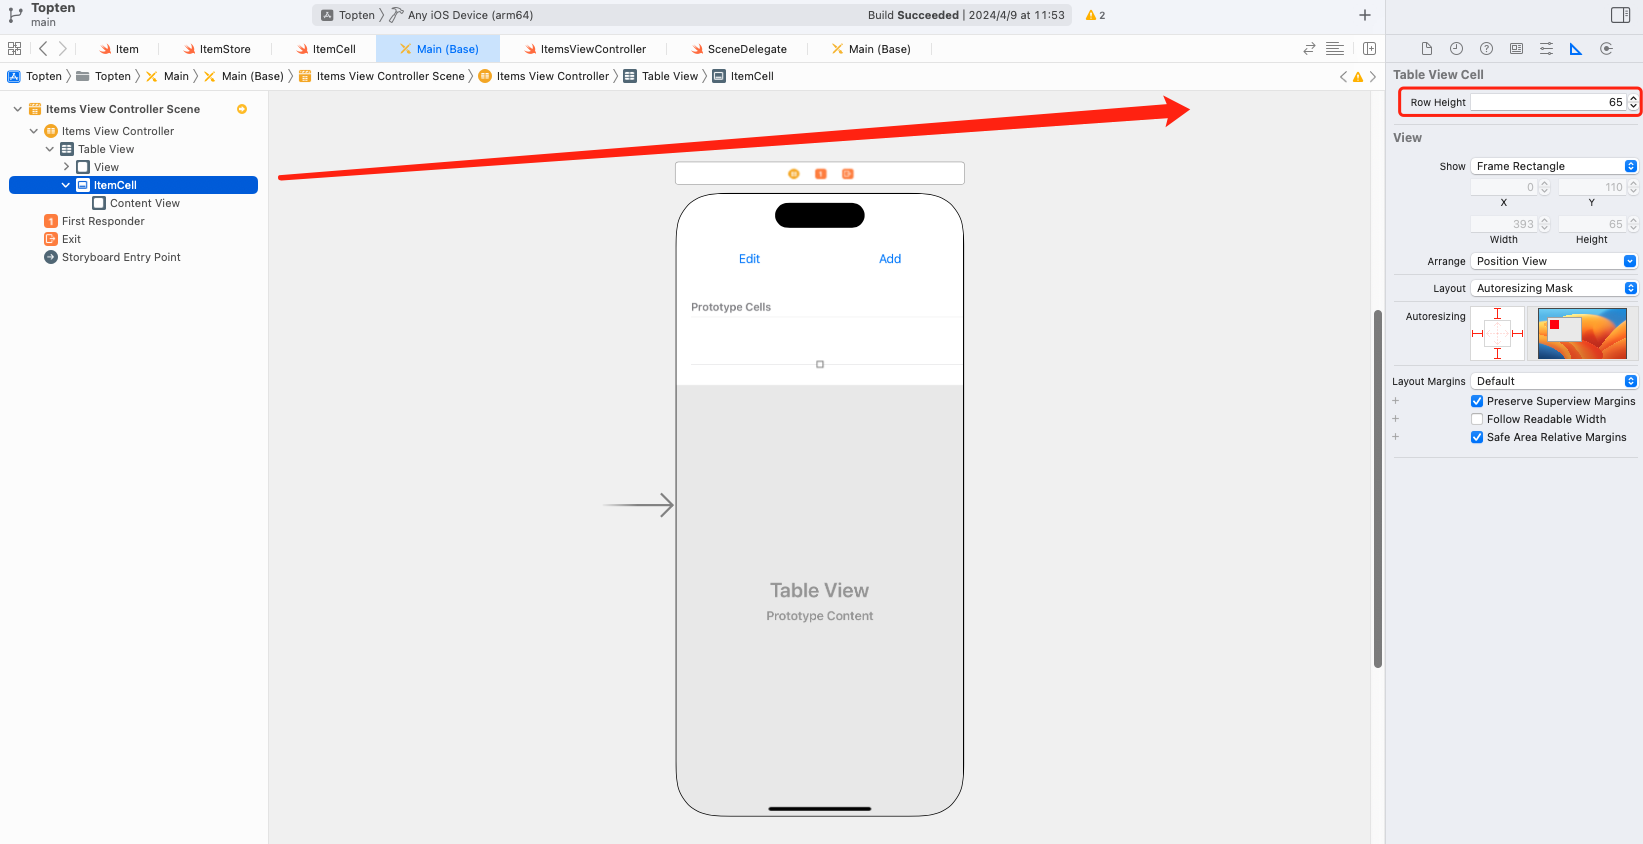 Topten
main
Topten
Any iOS Device (arm64)
Build Succeeded | 2024/4/9 at 11:53
2
Item
ItemStore
ItemCell
Main (Base)
ItemsViewController
SceneDelegate
Main (Base)
Topten
Topten
Main
Main (Base)
Items View Controller Scene
Items View Controller
Table View
ItemCell
Items View Controller Scene
Items View Controller
Table View
View
ItemCell
Content View
1
First Responder
Exit
Storyboard Entry Point
1
Edit
Add
Prototype Cells
Table View
Prototype Content
Table View Cell
Row Height 65
View
Show Frame Rectangle
0 110
X Y
393 65
Width Height
Arrange Position View
Layout Autoresizing Mask
Autoresizing
Layout Margins Default
Preserve Superview Margins
Follow Readable Width
Safe Area Relative Margins